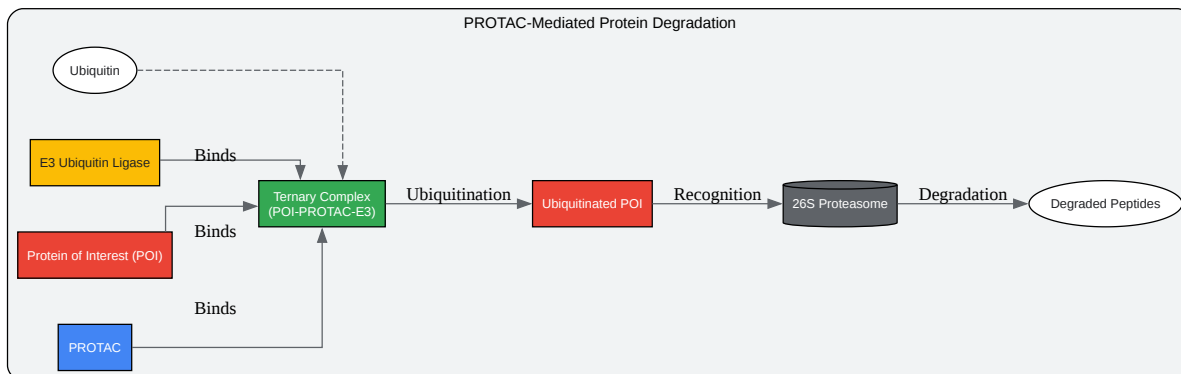 PROTAC-Mediated Protein Degradation
Ubiquitin
E3 Ubiquitin Ligase
Binds
Ternary Complex
(POI-PROTAC-E3)
Ubiquitination
Ubiquitinated POI
Recognition
26S Proteasome
Degradation
Degraded Peptides
Binds
Protein of Interest (POI)
Binds
PROTAC